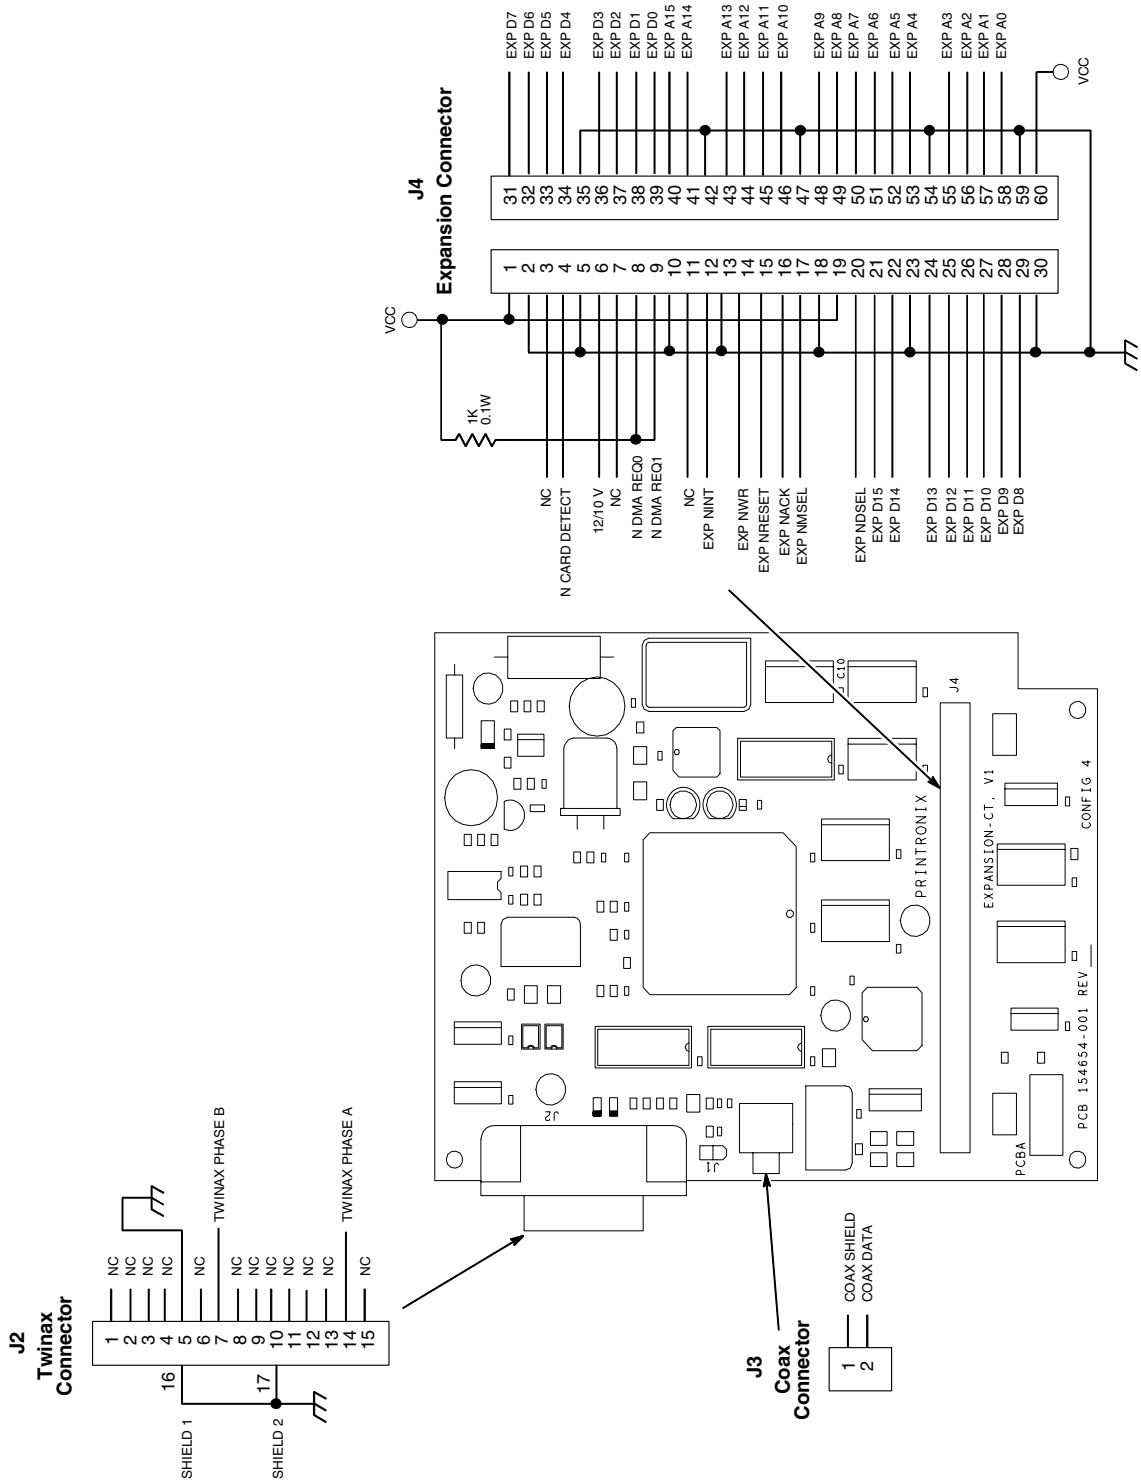 J4
Expansion Connector
VCC
1K
0.1W
NC
N CARD DETECT
12/10 V
NC
N DMA REQ0
N DMA REQ1
NC
EXP NINT
EXP NWR
EXP NRESET
EXP NACK
EXP NMSEL
EXP NDSEL
EXP D15
EXP D14
EXP D13
EXP D12
EXP D11
EXP D10
EXP D9
EXP D8
1
2
3
4
5
6
7
8
9
10
11
12
13
14
15
16
17
18
19
20
21
22
23
24
25
26
27
28
29
30
31
32
33
34
35
36
37
38
39
40
41
42
43
44
45
46
47
48
49
50
51
52
53
54
55
56
57
58
59
60
EXP D7
EXP D6
EXP D5
EXP D4
EXP D3
EXP D2
EXP D1
EXP D0
EXP A15
EXP A14
EXP A13
EXP A12
EXP A11
EXP A10
EXP A9
EXP A8
EXP A7
EXP A6
EXP A5
EXP A4
EXP A3
EXP A2
EXP A1
EXP A0
VCC
C10
J4
PRINTRONIX
EXPANSION-CT, V1
CONFIG 4
PCB 154654-001 REV__
PCBA
J2
J1
J2
Twinax
Connector
SHIELD 1
SHIELD 2
16
17
1
2
3
4
5
6
7
8
9
10
11
12
13
14
15
NC
NC
NC
NC
NC
TWINAX PHASE B
NC
NC
NC
NC
NC
NC
TWINAX PHASE A
NC
J3
Coax
Connector
1
2
COAX SHIELD
COAX DATA